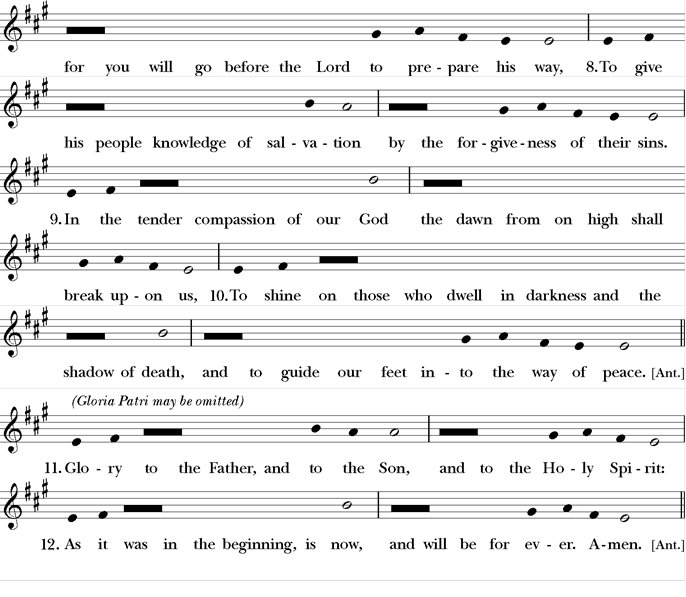 for you will go before the Lord to pre - pare his way, 8. To give
his people knowledge of sal - va - tion by the for - give - ness of their sins.
9. In the tender compassion of our God the dawn from on high shall
break up - on us, 10. To shine on those who dwell in darkness and the
shadow of death, and to guide our feet in - to the way of peace. [Ant.]
(Gloria Patri may be omitted)
11. Glo - ry to the Father, and to the Son, and to the Ho - ly Spi - rit:
12. As it was in the beginning, is now, and will be for ev - er. A - men. [Ant.]